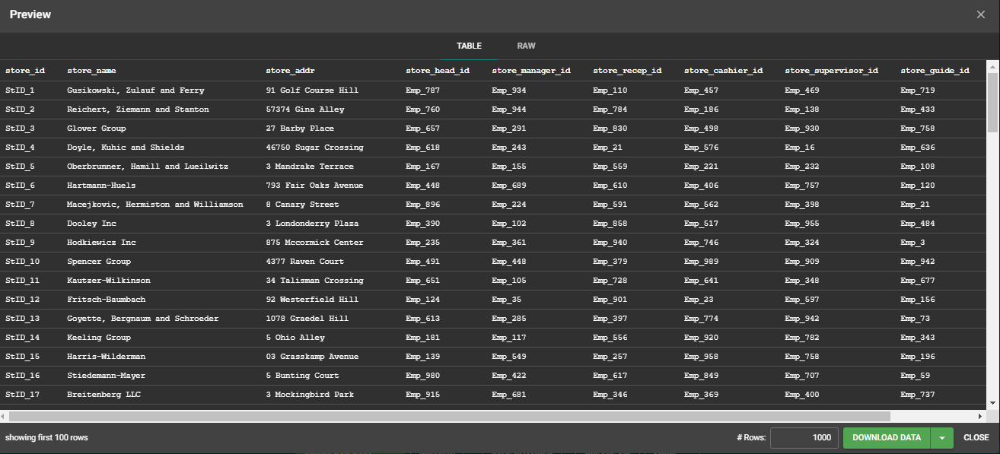 Preview
TABLE RAW
store_id store_name store_addr store_head_id store_manager_id store_recep_id store_cashier_id store_supervisor_id store_guide_id
StID_1 Gusikowski, Zulauf and Ferry 91 Golf Course Hill Emp_787 Emp_934 Emp_110 Emp_457 Emp_469 Emp_719
StID_2 Reichert, Ziemann and Stanton 57374 Gina Alley Emp_760 Emp_944 Emp_784 Emp_186 Emp_138 Emp_433
StID_3 Glover Group 27 Barby Place Emp_657 Emp_291 Emp_830 Emp_498 Emp_930 Emp_758
StID_4 Doyle, Kuhic and Shields 46750 Sugar Crossing Emp_618 Emp_243 Emp_21 Emp_576 Emp_16 Emp_636
StID_5 Oberbrunner, Hamill and Lueilwitz 3 Mandrake Terrace Emp_167 Emp_155 Emp_559 Emp_221 Emp_232 Emp_108
StID_6 Hartmann-Huels 793 Fair Oaks Avenue Emp_448 Emp_689 Emp_610 Emp_406 Emp_757 Emp_120
StID_7 Macejkovic, Hermiston and Williamson 8 Canary Street Emp_896 Emp_224 Emp_591 Emp_562 Emp_398 Emp_21
StID_8 Dooley Inc 3 Londonderry Plaza Emp_390 Emp_102 Emp_858 Emp_517 Emp_955 Emp_484
StID_9 Hodkiewicz Inc 875 Mccormick Center Emp_235 Emp_361 Emp_940 Emp_746 Emp_324 Emp_3
StID_10 Spencer Group 4377 Raven Court Emp_491 Emp_448 Emp_379 Emp_989 Emp_909 Emp_942
StID_11 Kautzer-Wilkinson 34 Talisman Crossing Emp_651 Emp_105 Emp_728 Emp_641 Emp_348 Emp_677
StID_12 Fritsch-Baumbach 92 Westerfield Hill Emp_124 Emp_35 Emp_901 Emp_23 Emp_597 Emp_156
StID_13 Goyette, Bergnaum and Schroeder 1078 Graedel Hill Emp_613 Emp_285 Emp_397 Emp_774 Emp_942 Emp_73
StID_14 Keeling Group 5 Ohio Alley Emp_181 Emp_117 Emp_556 Emp_920 Emp_782 Emp_343
StID_15 Harris-Wilderman 03 Grasskamp Avenue Emp_139 Emp_549 Emp_257 Emp_958 Emp_758 Emp_196
StID_16 Stiedemann-Mayer 5 Bunting Court Emp_980 Emp_422 Emp_617 Emp_849 Emp_707 Emp_59
StID_17 Breitenberg LLC 3 Mockingbird Park Emp_915 Emp_681 Emp_346 Emp_369 Emp_400 Emp_737
showing first 100 rows # Rows: 1000 DOWNLOAD DATA CLOSE